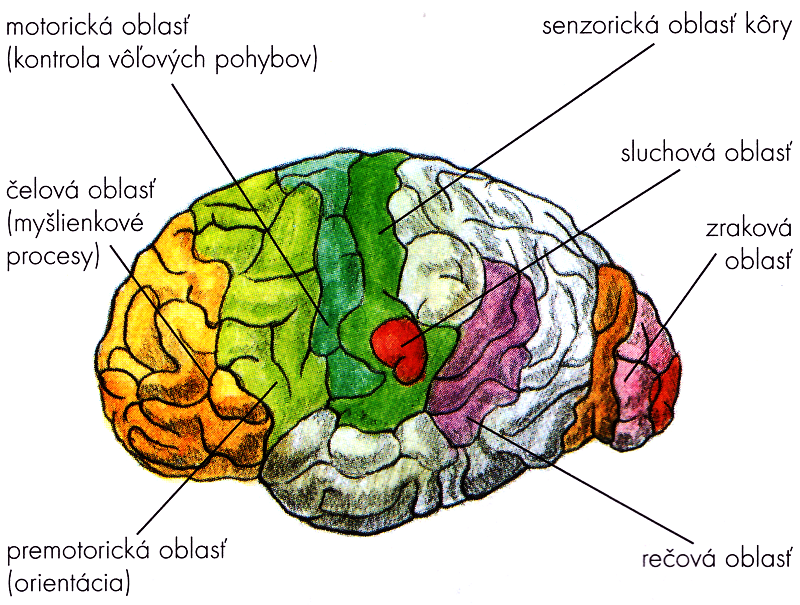 motorická oblasť
(kontrola vôľových pohybov)
senzorická oblasť kôry
sluchová oblasť
čelová oblasť
(myšlienkové
procesy)
zraková
oblasť
premotorická oblasť
(orientácia)
rečová oblasť